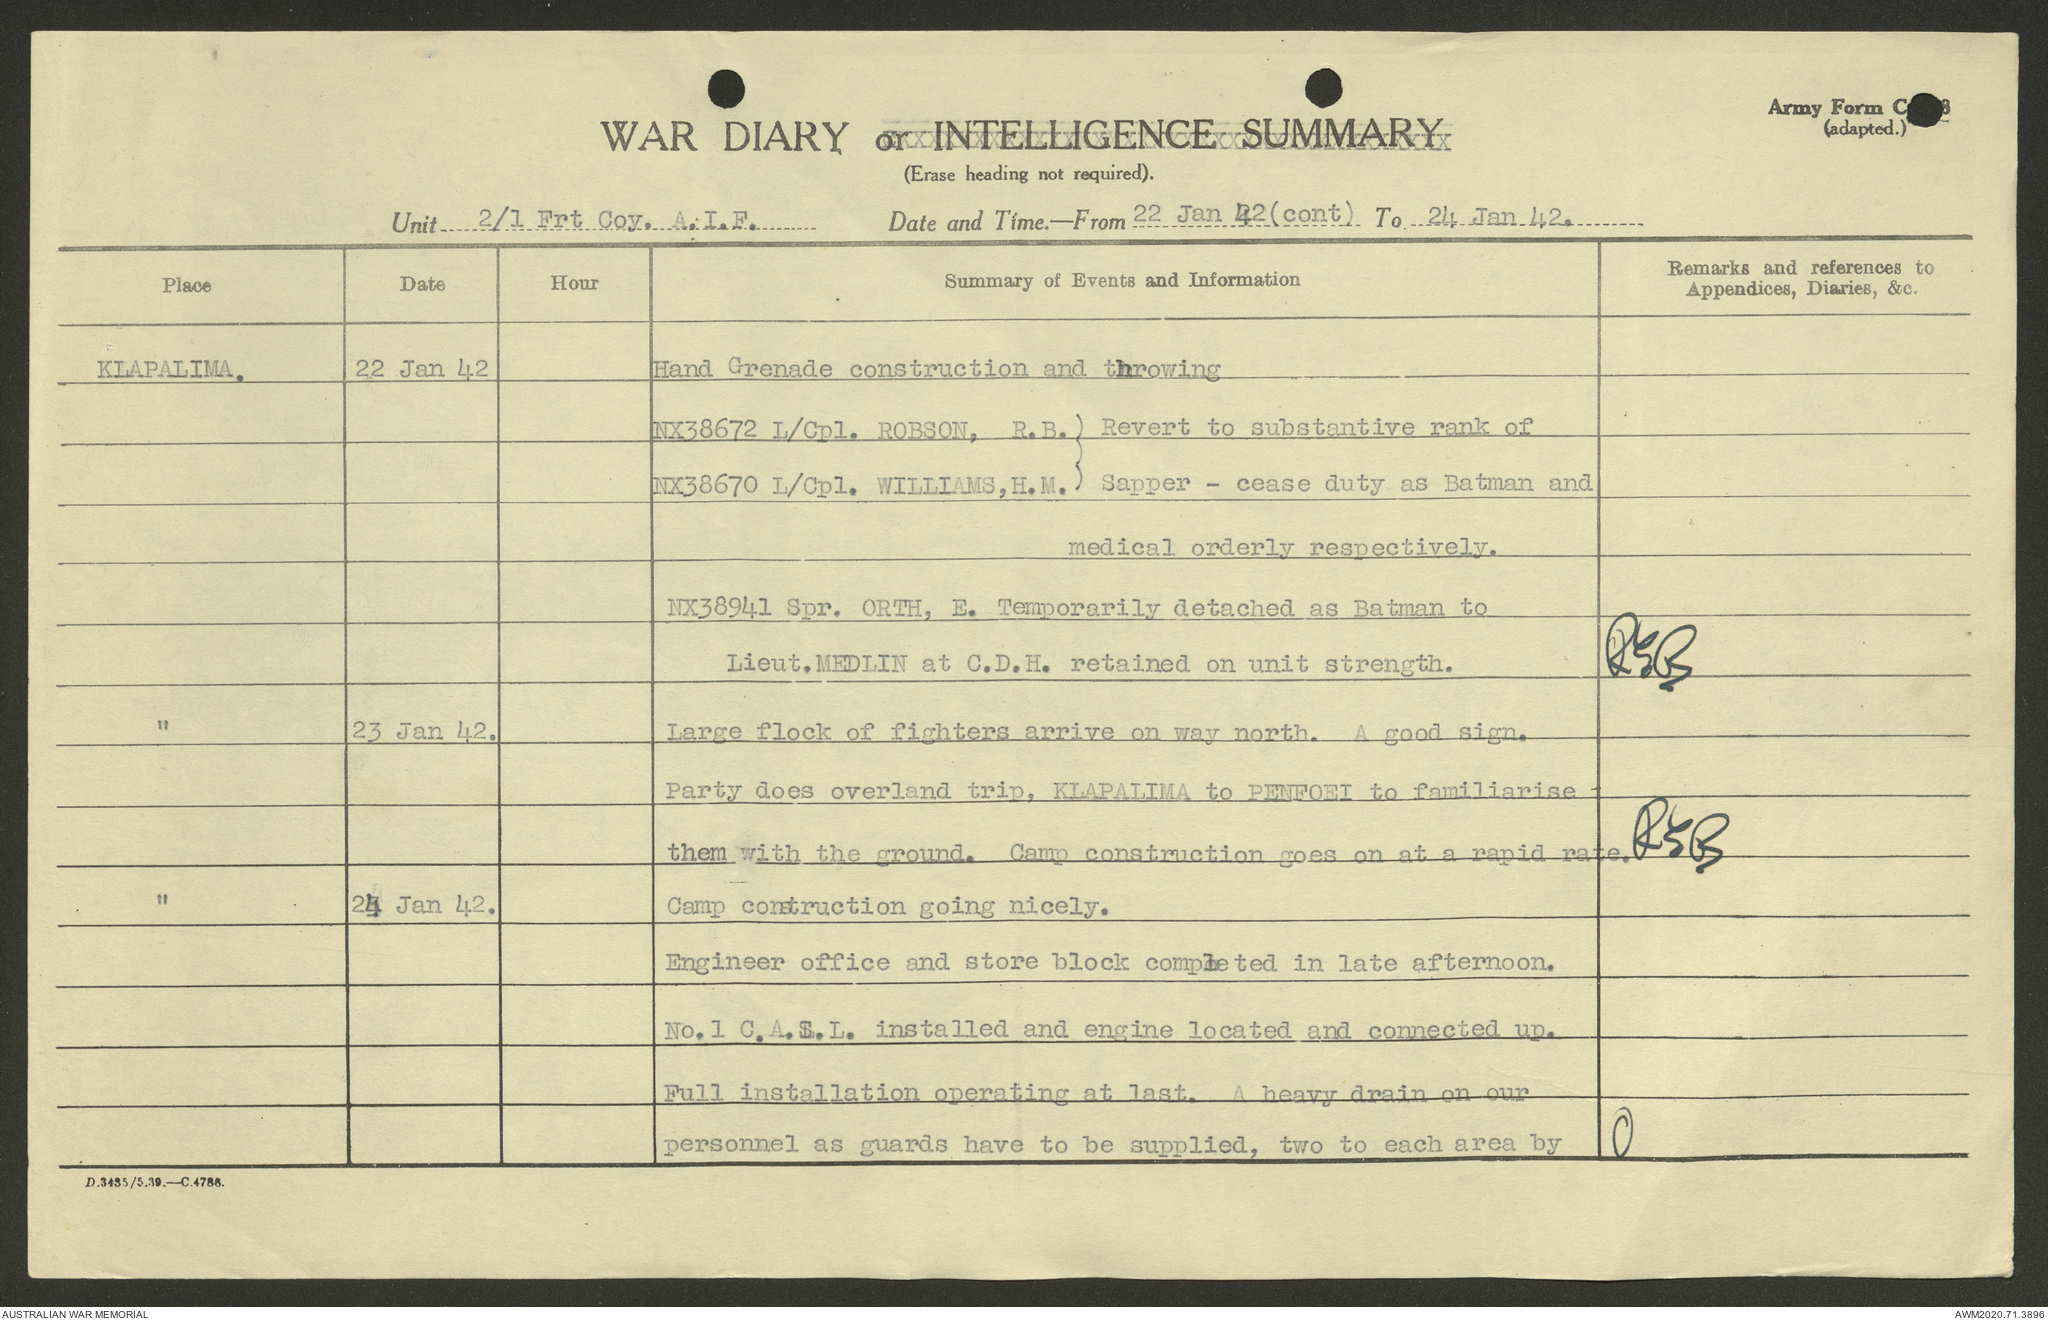 Army Form C 8
(adapted.)
WAR DIARY or INTELLIGENCE SUMMARY
(Erase heading not required).
Unit 2/1 Frt Coy. A.I.F. Date and Time.—From 22 Jan 42(cont) To 24 Jan 42.
Place Date Hour Summary of Events and Information Remarks and references to
Appendices, Diaries, &c.
KLAPALIMA. 22 Jan 42 Hand Grenade construction and throwing
NX38672 L/Cpl. ROBSON, R.B.) Revert to substantive rank of
NX38670 L/Cpl. WILLIAMS,H.M.) Sapper - cease duty as Batman and
medical orderly respectively.
NX38941 Spr. ORTH, E. Temporarily detached as Batman to
Lieut.MEDLIN at C.D.H. retained on unit strength. REB
" 23 Jan 42. Large flock of fighters arrive on way north. A good sign.
Party does overland trip, KLAPALIMA to PENFOEI to familiarise -
them with the ground. Camp construction goes on at a rapid rate. REB
" 24 Jan 42. Camp construction going nicely.
Engineer office and store block completed in late afternoon.
No.1 C.A.S.L. installed and engine located and connected up.
Full installation operating at last. A heavy drain on our
personnel as guards have to be supplied, two to each area by
D.3485/5.39.—C.4788.
AUSTRALIAN WAR MEMORIAL AWM2020.71.3896